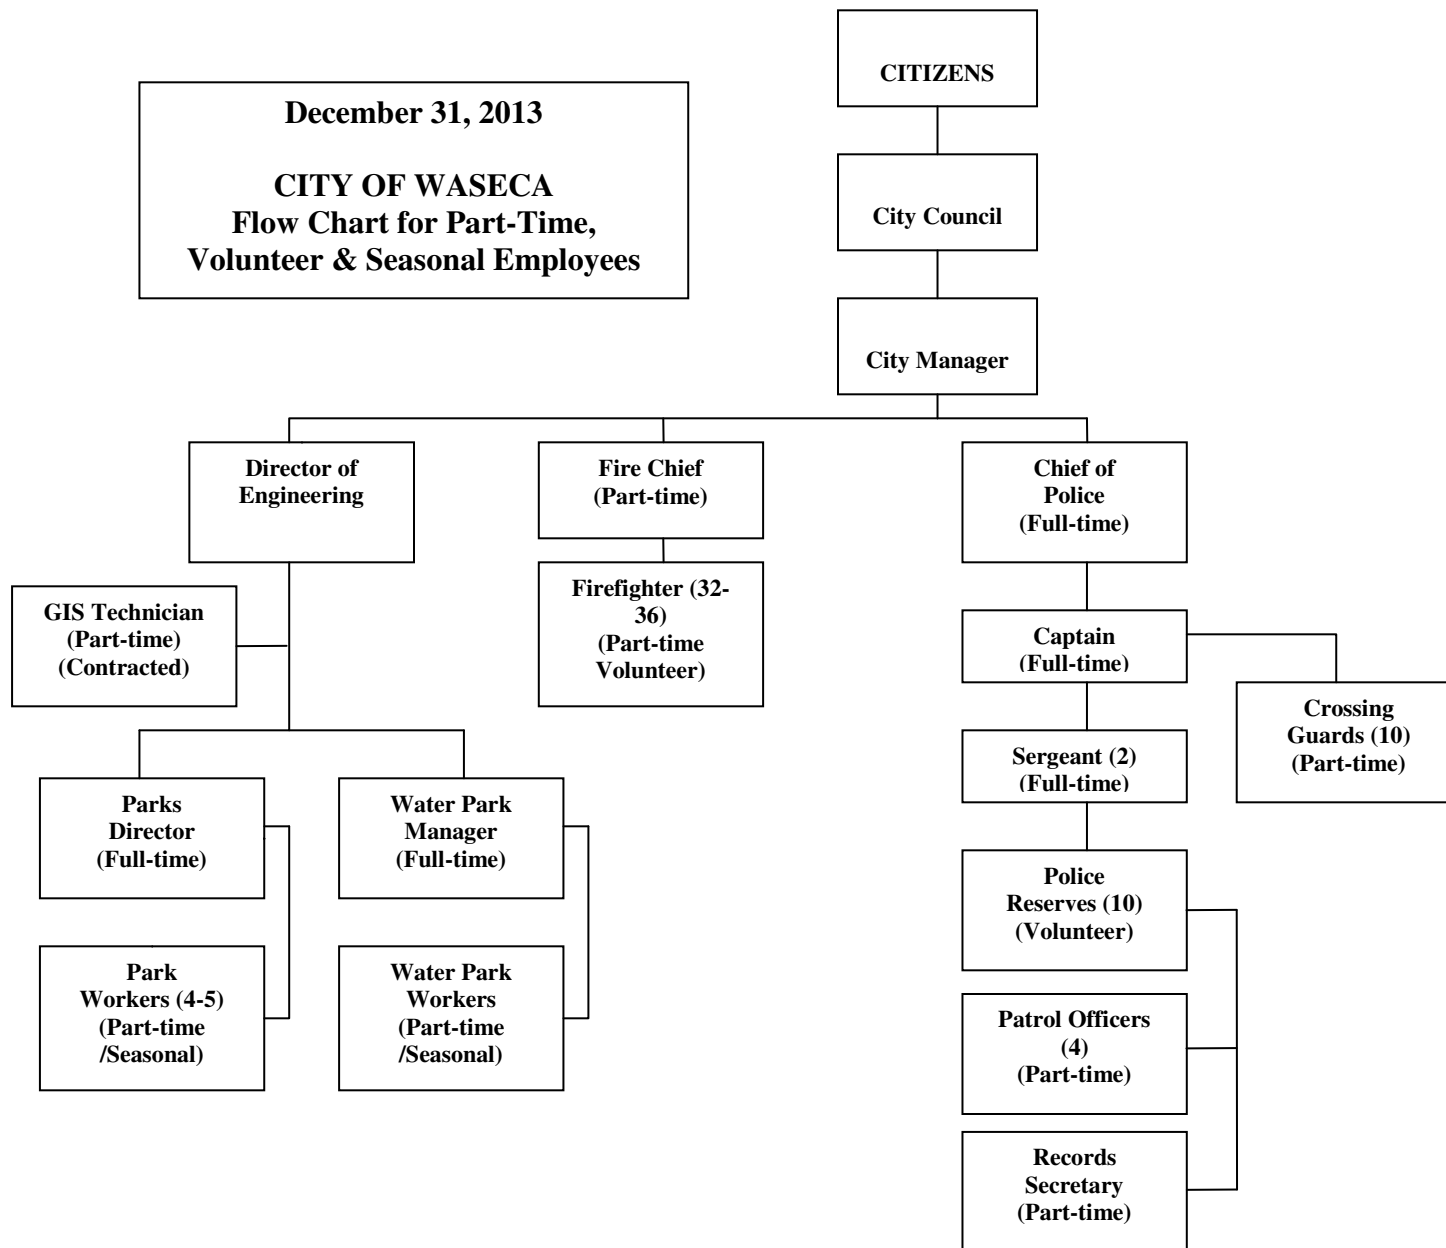 CITIZENS
December 31, 2013
CITY OF WASECA
Flow Chart for Part-Time,
Volunteer & Seasonal Employees
City Council
City Manager
Director of
Engineering
Fire Chief
(Part-time)
Chief of
Police
(Full-time)
GIS Technician
(Part-time)
(Contracted)
Firefighter (32-
36)
(Part-time
Volunteer)
Captain
(Full-time)
Crossing
Guards (10)
(Part-time)
Sergeant (2)
(Full-time)
Parks
Director
(Full-time)
Water Park
Manager
(Full-time)
Police
Reserves (10)
(Volunteer)
Park
Workers (4-5)
(Part-time
/Seasonal)
Water Park
Workers
(Part-time
/Seasonal)
Patrol Officers
(4)
(Part-time)
Records
Secretary
(Part-time)